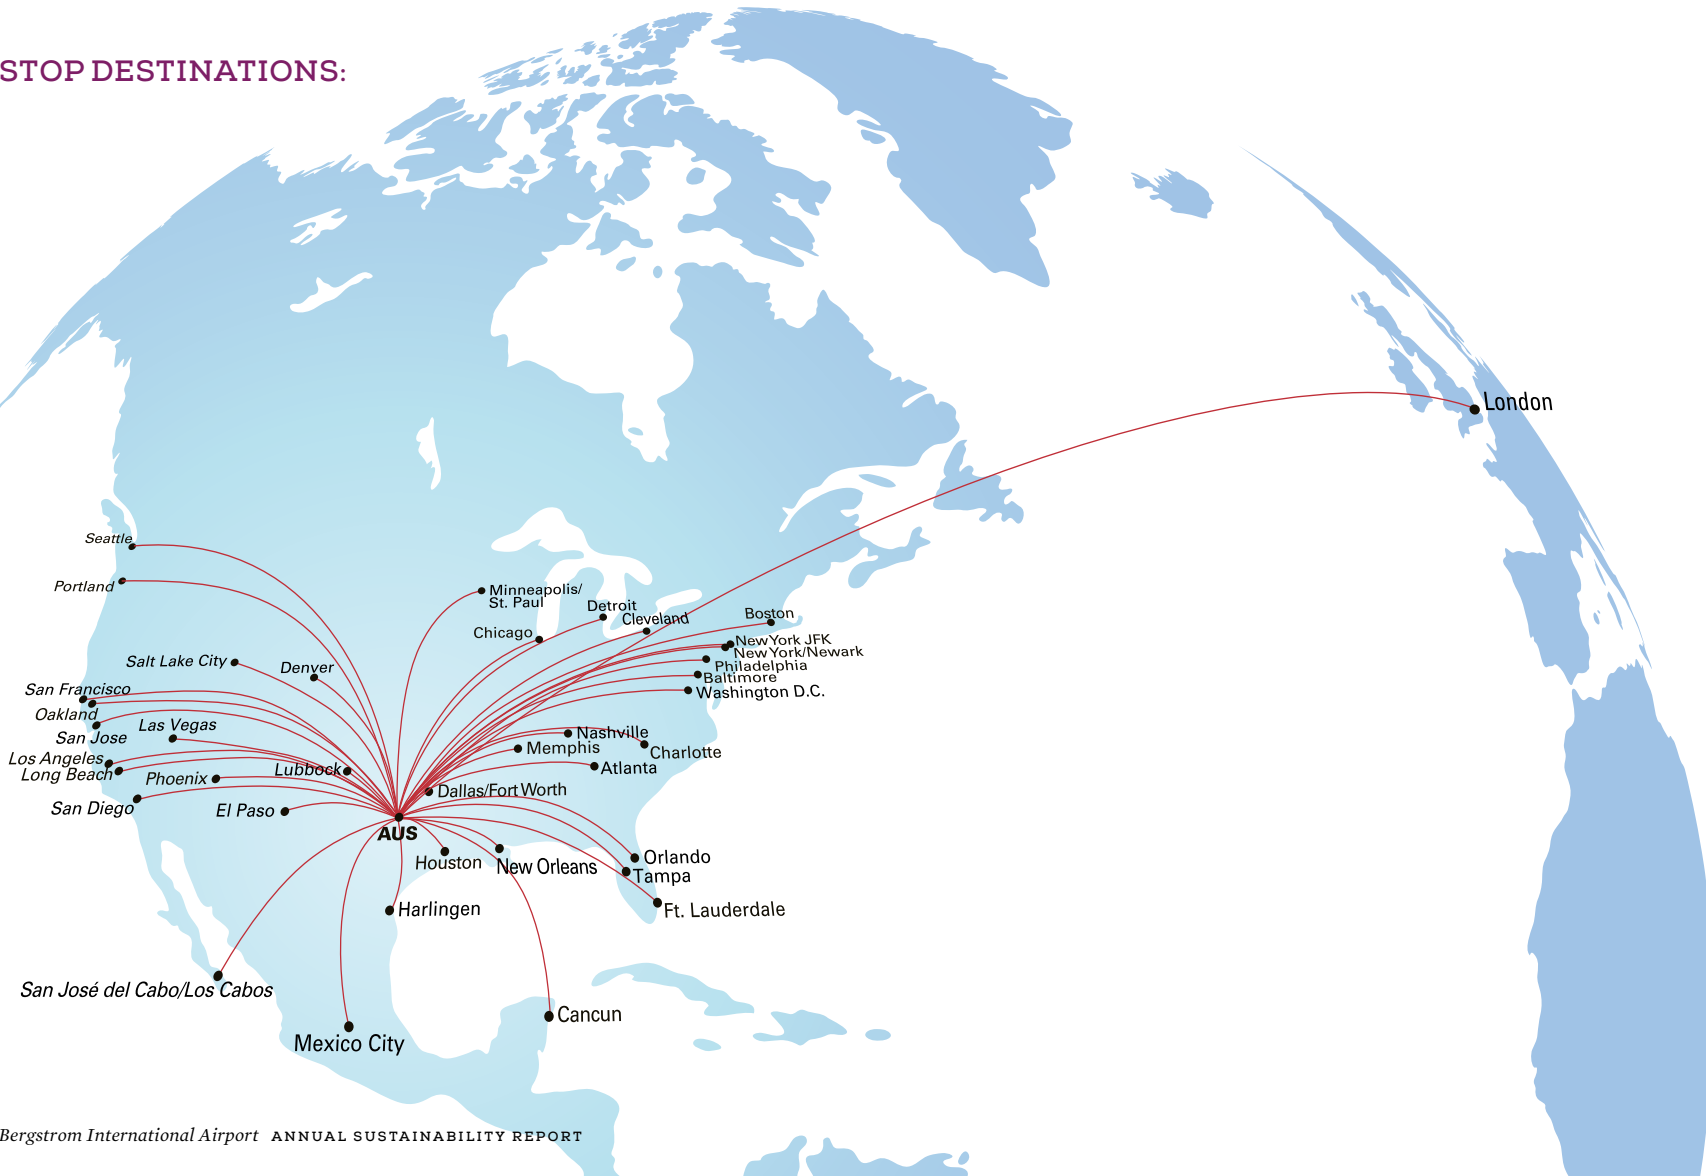 STOP DESTINATIONS:
London
Seattle
Portland
Minneapolis/
St. Paul
Detroit
Cleveland
Boston
Chicago
New York JFK
New York/Newark
Philadelphia
Baltimore
Washington D.C.
Salt Lake City
Denver
San Francisco
Oakland
San Jose
Las Vegas
Los Angeles
Long Beach
Phoenix
Lubbock
San Diego
El Paso
Nashville
Memphis
Charlotte
Atlanta
Dallas/Fort Worth
AUS
Houston
New Orleans
Orlando
Tampa
Ft. Lauderdale
Harlingen
San José del Cabo/Los Cabos
Mexico City
Cancun
Bergstrom International Airport ANNUAL SUSTAINABILITY REPORT